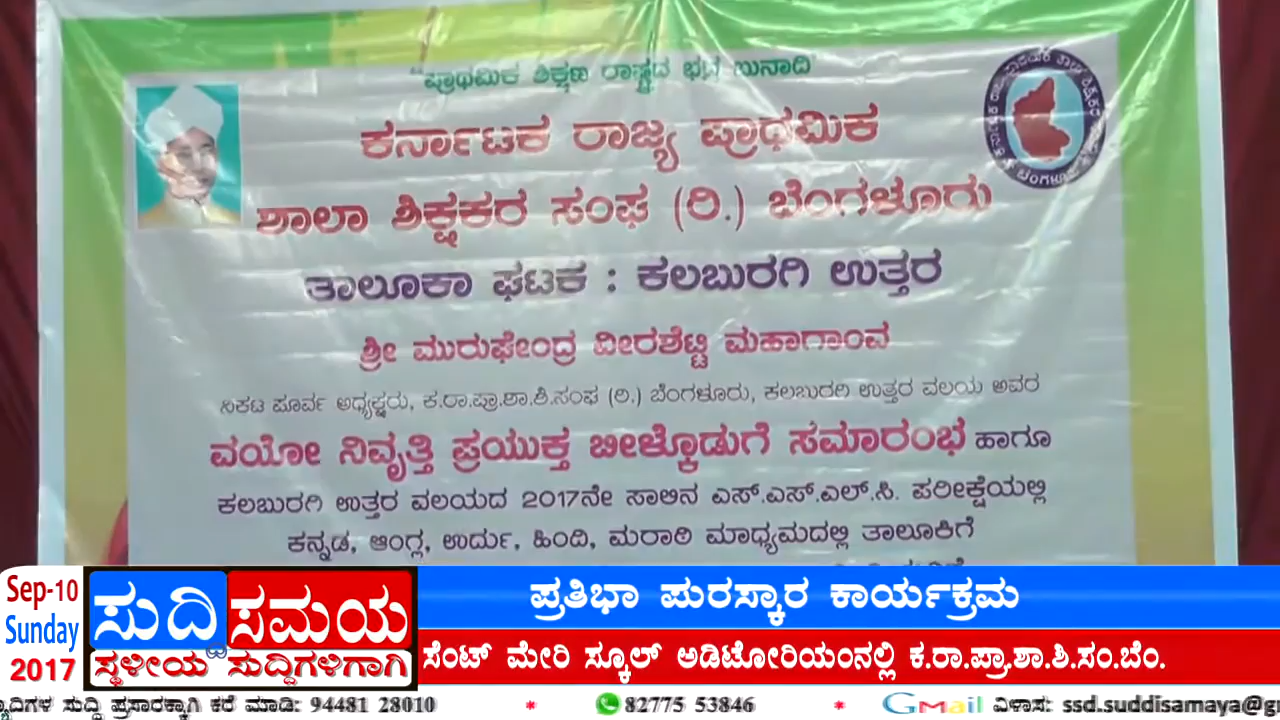 "ಪ್ರಾಥಮಿಕ ಶಿಕ್ಷಣ ರಾಷ್ಟ್ರದ ಭದ್ರ ಬುನಾದಿ"
ಕರ್ನಾಟಕ ರಾಜ್ಯ ಪ್ರಾಥಮಿಕ
ಶಾಲಾ ಶಿಕ್ಷಕರ ಸಂಘ (ರಿ.) ಬೆಂಗಳೂರು
ತಾಲೂಕಾ ಘಟಕ : ಕಲಬುರಗಿ ಉತ್ತರ
ಶ್ರೀ ಮುರುಘೇಂದ್ರ ವೀರಶೆಟ್ಟಿ ಮಹಾಗಾಂವ
ನಿಕಟ ಪೂರ್ವ ಅಧ್ಯಕ್ಷರು, ಕ.ರಾ.ಪ್ರಾ.ಶಾ.ಶಿ.ಸಂಘ (ರಿ.) ಬೆಂಗಳೂರು, ಕಲಬುರಗಿ ಉತ್ತರ ವಲಯ ಅವರ
ವಯೋ ನಿವೃತ್ತಿ ಪ್ರಯುಕ್ತ ಬೀಳ್ಕೊಡುಗೆ ಸಮಾರಂಭ ಹಾಗೂ
ಕಲಬುರಗಿ ಉತ್ತರ ವಲಯದ 2017ನೇ ಸಾಲಿನ ಎಸ್.ಎಸ್.ಎಲ್.ಸಿ. ಪರೀಕ್ಷೆಯಲ್ಲಿ
ಕನ್ನಡ, ಆಂಗ್ಲ, ಉರ್ದು, ಹಿಂದಿ, ಮರಾಠಿ ಮಾಧ್ಯಮದಲ್ಲಿ ತಾಲೂಕಿಗೆ
Sep-10
Sunday
2017
ಸುದ್ದಿ ಸಮಯ
ಸ್ಥಳೀಯ ಸುದ್ಧಿಗಳಿಗಾಗಿ
ಪ್ರತಿಭಾ ಪುರಸ್ಕಾರ ಕಾರ್ಯಕ್ರಮ
ಸೆಂಟ್ ಮೇರಿ ಸ್ಕೂಲ್ ಅಡಿಟೋರಿಯಂನಲ್ಲಿ ಕ.ರಾ.ಪ್ರಾ.ಶಾ.ಶಿ.ಸಂ.ಬೆಂ.
ಸುದ್ದಿ ಪ್ರಸಾರಕ್ಕಾಗಿ ಕರೆ ಮಾಡಿ: 94481 28010 * 82775 53846 * Gmail ವಿಳಾಸ: ssd.suddisamaya@g